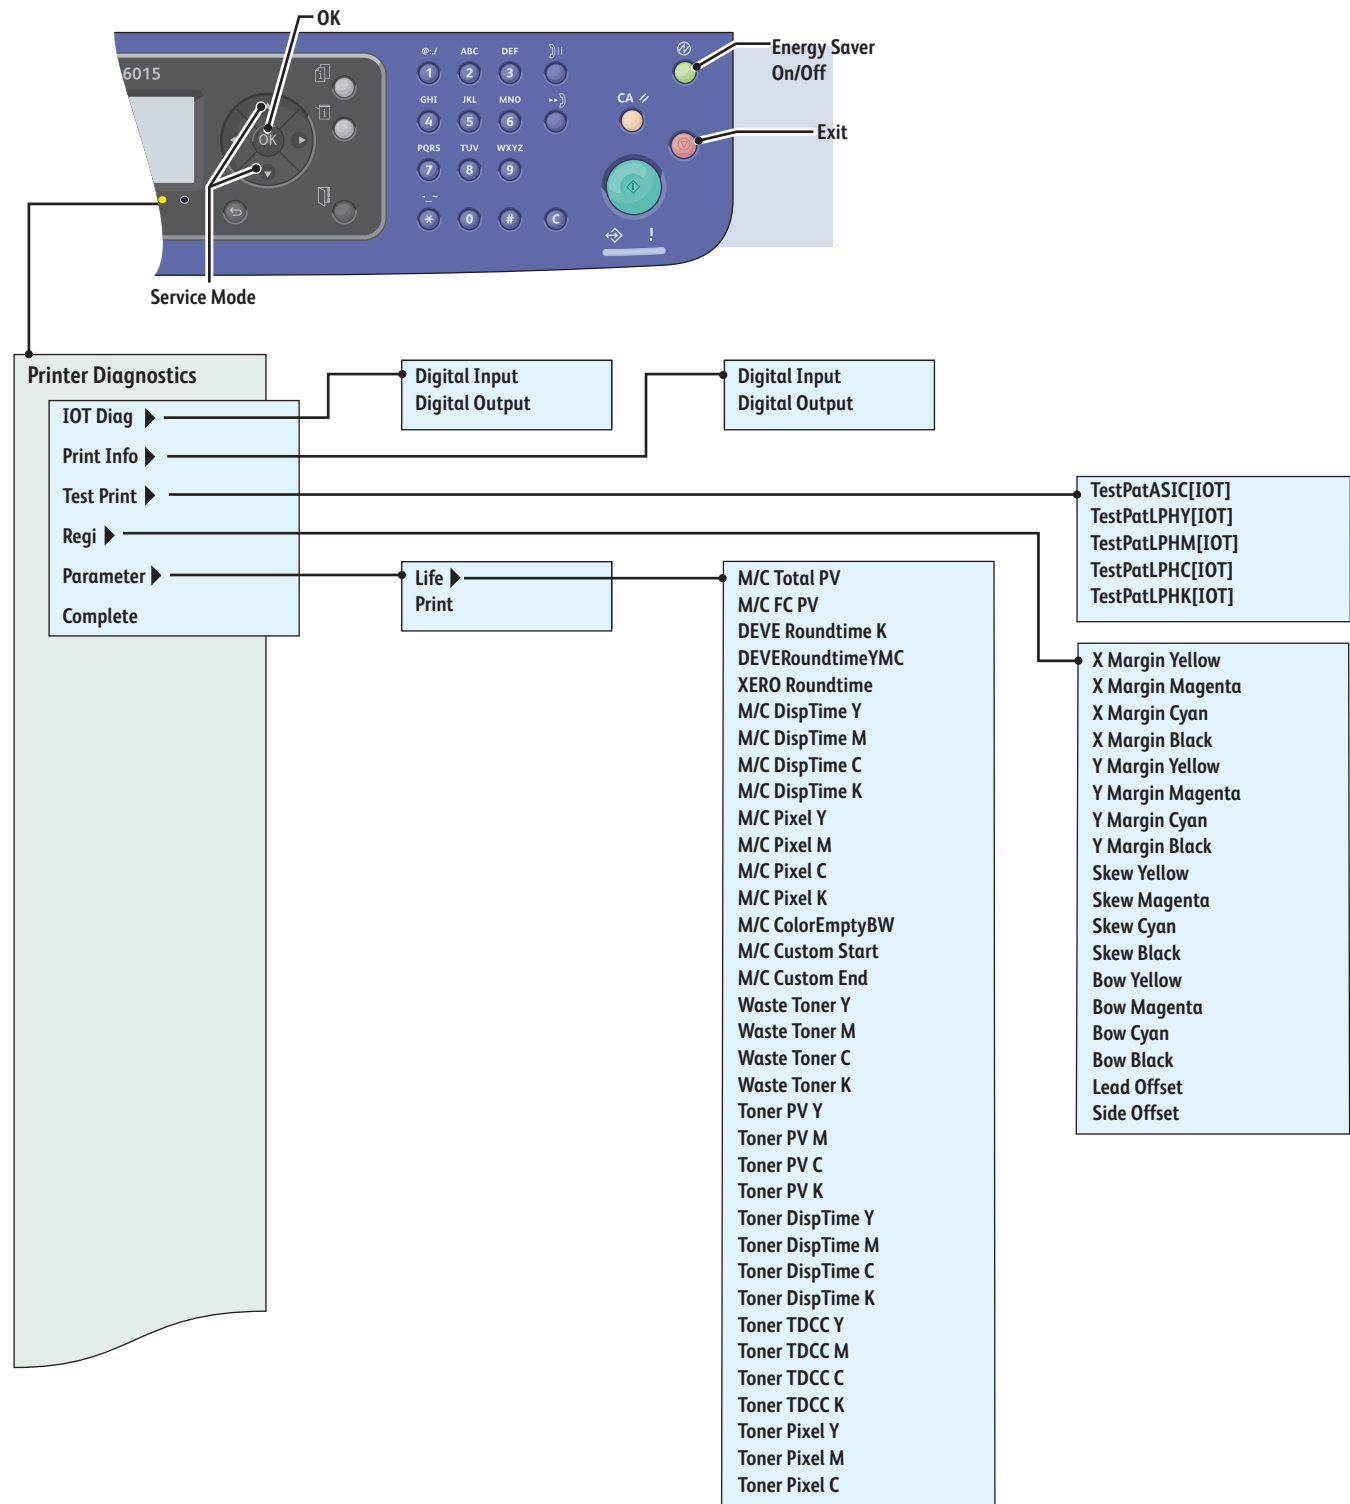 OK
Energy Saver
On/Off
6015
@:./ ABC DEF
1 2 3
GHI JKL MNO
4 5 6
CA
OK
Exit
PQRS TUV WXYZ
7 8 9
-_~
* 0 # C
!
Service Mode
Printer Diagnostics
IOT Diag
Print Info
Test Print
Regi
Parameter
Complete
Digital Input
Digital Output
Digital Input
Digital Output
TestPatASIC[IOT]
TestPatLPHY[IOT]
TestPatLPHM[IOT]
TestPatLPHC[IOT]
TestPatLPHK[IOT]
Life
Print
M/C Total PV
M/C FC PV
DEVE Roundtime K
DEVERoundtimeYMC
XERO Roundtime
M/C DispTime Y
M/C DispTime M
M/C DispTime C
M/C DispTime K
M/C Pixel Y
M/C Pixel M
M/C Pixel C
M/C Pixel K
M/C ColorEmptyBW
M/C Custom Start
M/C Custom End
Waste Toner Y
Waste Toner M
Waste Toner C
Waste Toner K
Toner PV Y
Toner PV M
Toner PV C
Toner PV K
Toner DispTime Y
Toner DispTime M
Toner DispTime C
Toner DispTime K
Toner TDCC Y
Toner TDCC M
Toner TDCC C
Toner TDCC K
Toner Pixel Y
Toner Pixel M
Toner Pixel C
X Margin Yellow
X Margin Magenta
X Margin Cyan
X Margin Black
Y Margin Yellow
Y Margin Magenta
Y Margin Cyan
Y Margin Black
Skew Yellow
Skew Magenta
Skew Cyan
Skew Black
Bow Yellow
Bow Magenta
Bow Cyan
Bow Black
Lead Offset
Side Offset